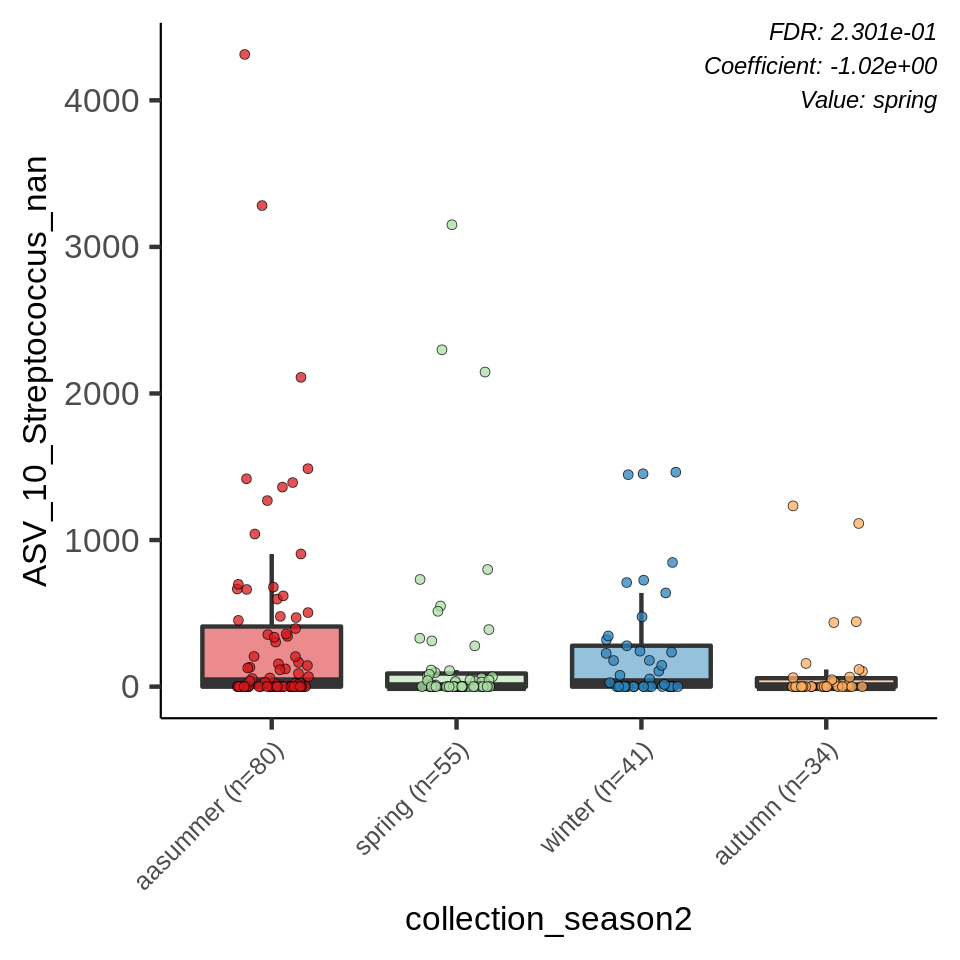 FDR: 2.301e-01
Coefficient: -1.02e+00
Value: spring
ASV_10_Streptococcus_nan
4000
3000
2000
1000
0
aasummer (n=80)
spring (n=55)
winter (n=41)
autumn (n=34)
collection_season2